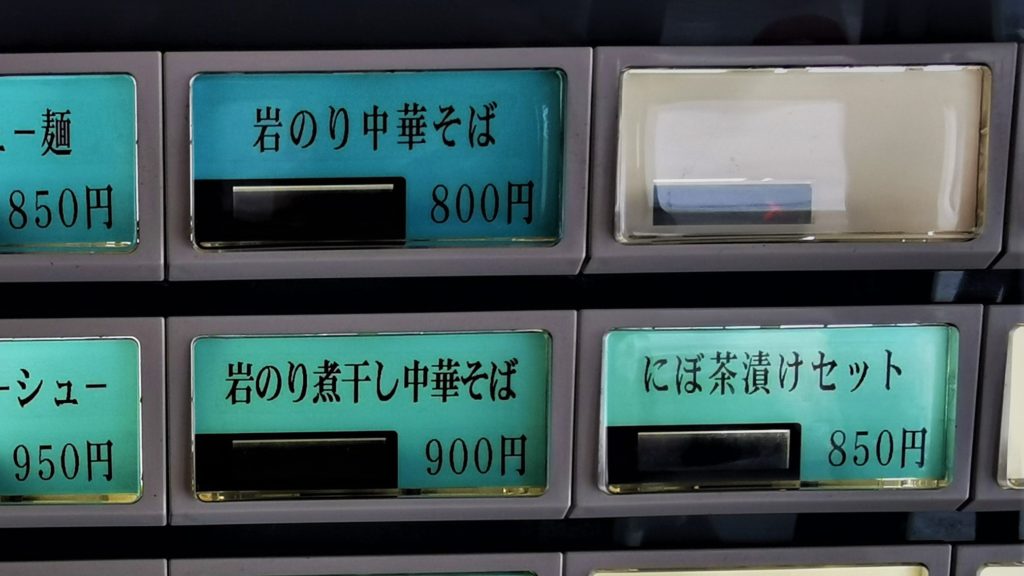 ー麺
850円
岩のり中華そば
800円
ーシュー
950円
岩のり煮干し中華そば
900円
にぼ茶漬けセット
850円